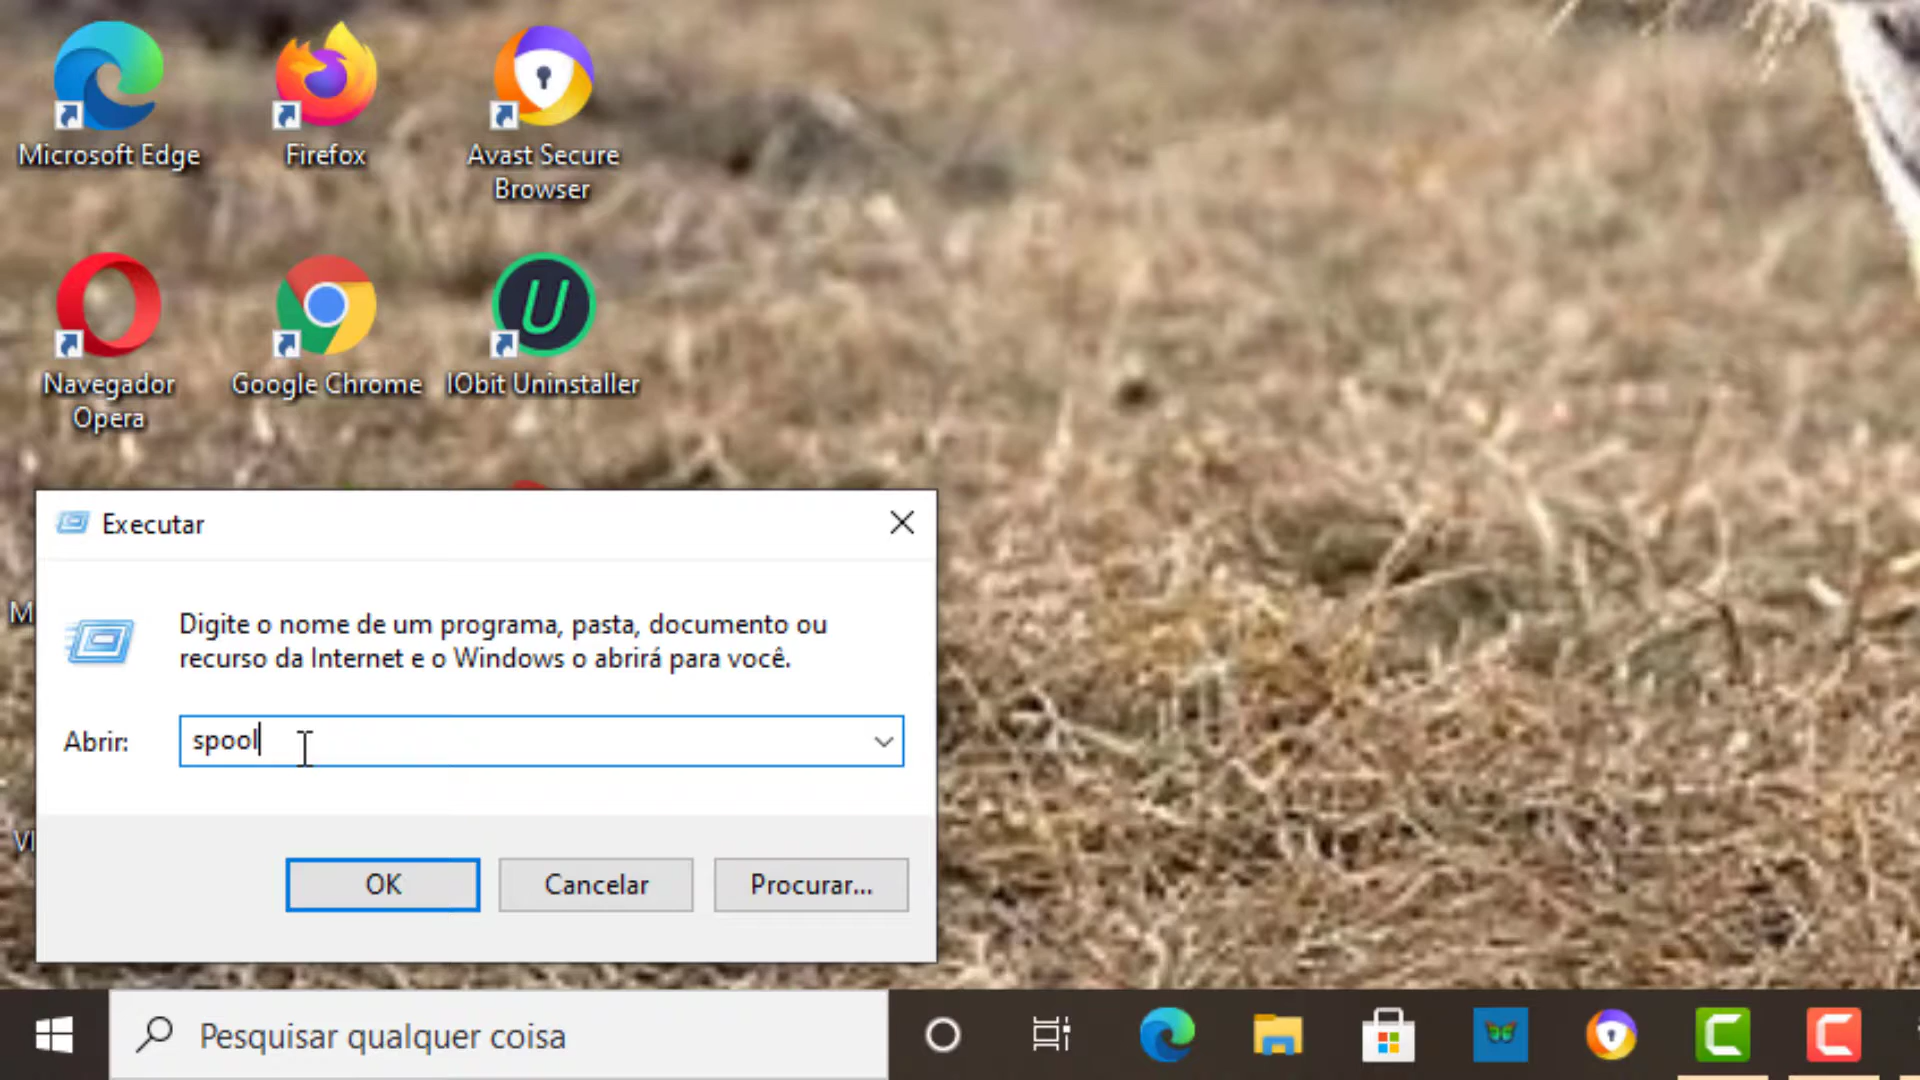 Microsoft Edge
Firefox
Avast Secure
Browser
Navegador
Opera
Google Chrome
IObit Uninstaller
Executar
Digite o nome de um programa, pasta, documento ou
recurso da Internet e o Windows o abrirá para você.
Abrir:
spool
OK
Cancelar
Procurar...
Pesquisar qualquer coisa